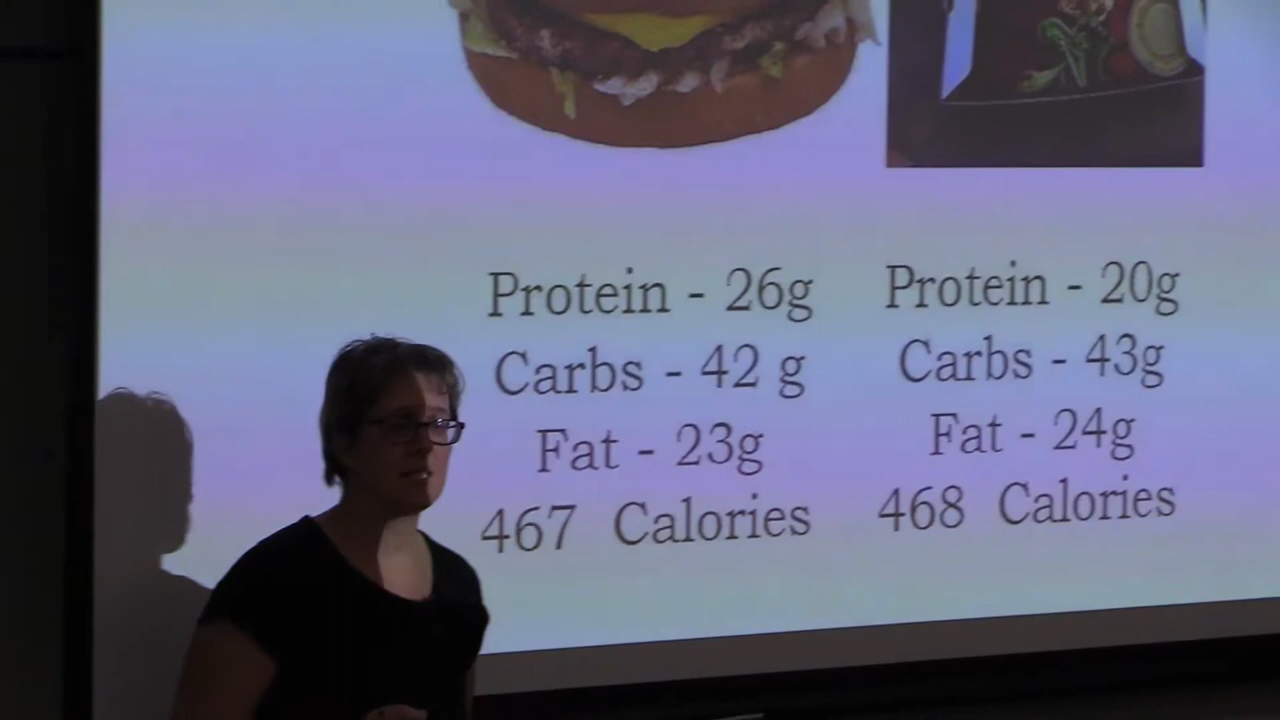 Protein - 26g
Carbs - 42 g
Fat - 23g
467 Calories
Protein - 20g
Carbs - 43g
Fat - 24g
468 Calories